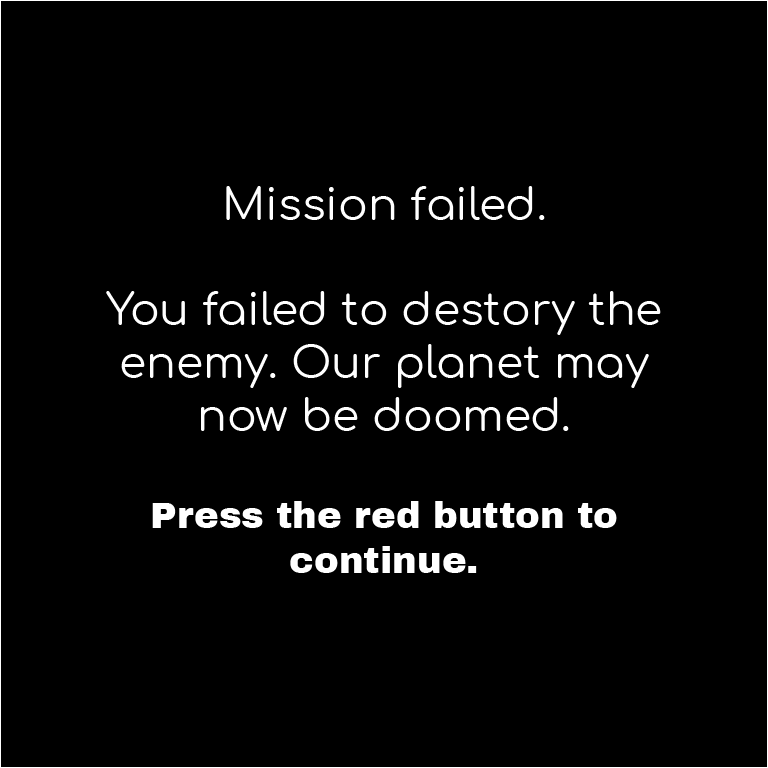 Mission failed.
You failed to destory the
enemy. Our planet may
now be doomed.
Press the red button to
continue.